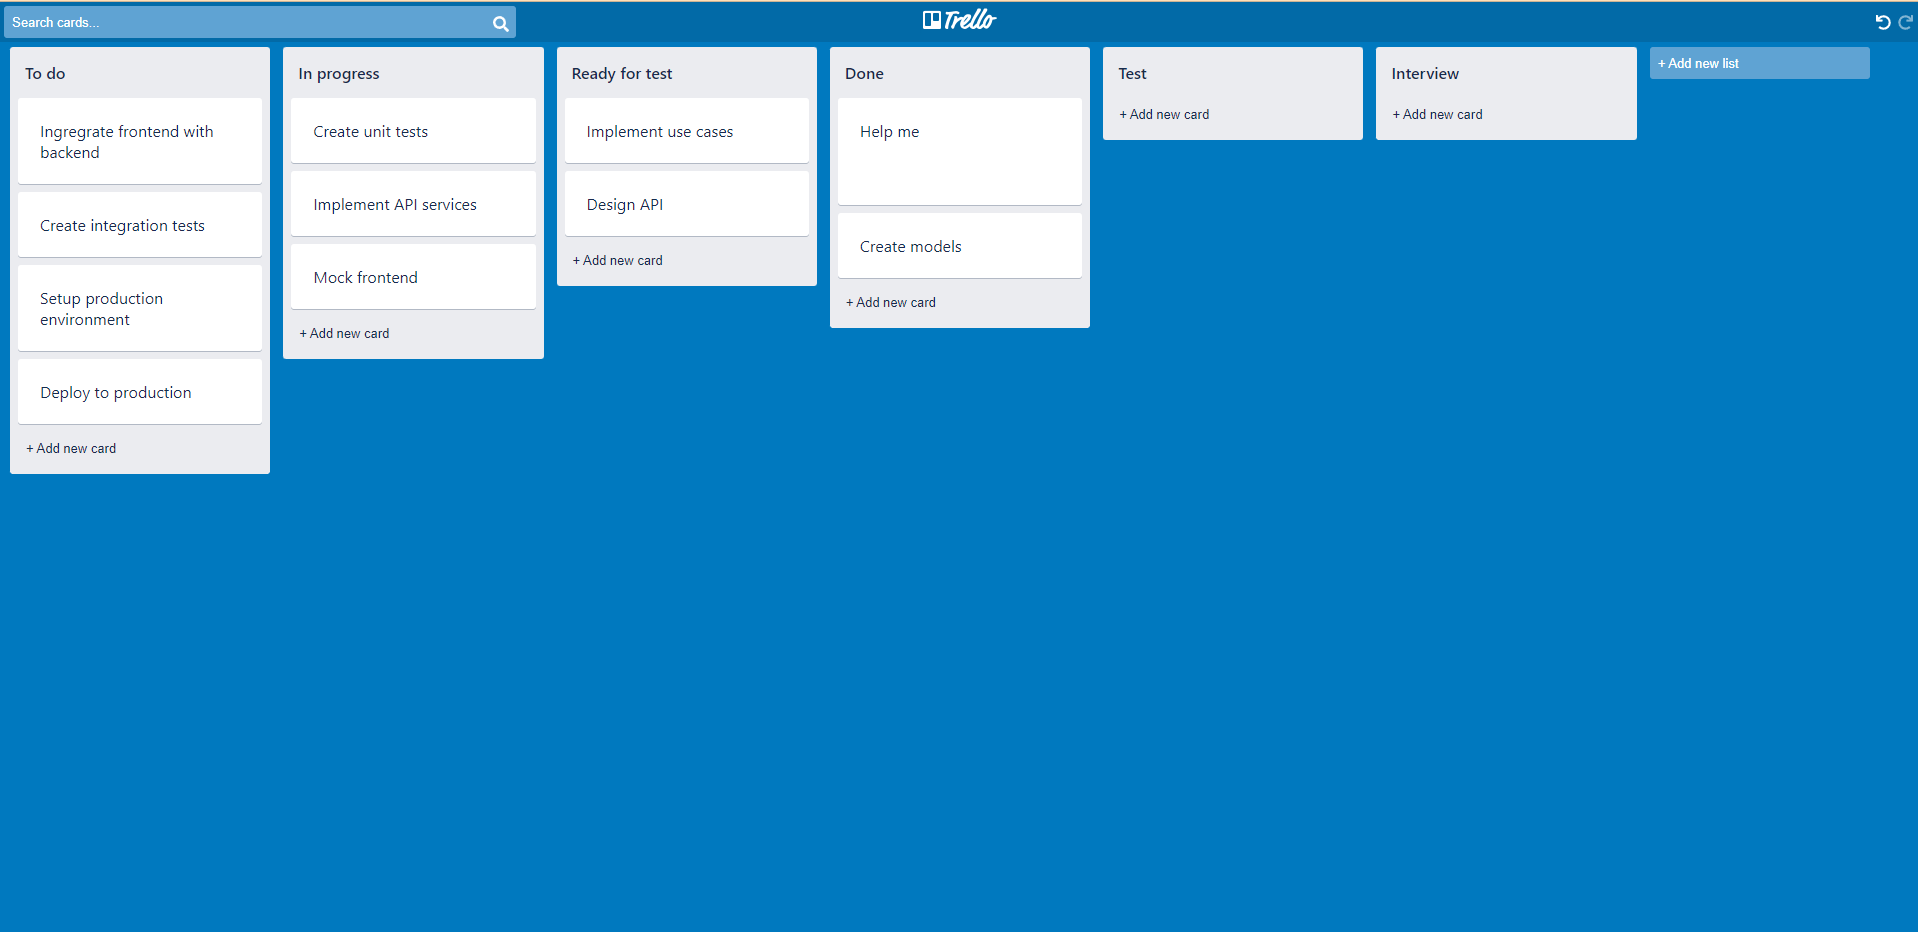 Search cards...
Trello
To do
Ingregrate frontend with
backend
Create integration tests
Setup production
environment
Deploy to production
+ Add new card
In progress
Create unit tests
Implement API services
Mock frontend
+ Add new card
Ready for test
Implement use cases
Design API
+ Add new card
Done
Help me
Create models
+ Add new card
Test
+ Add new card
Interview
+ Add new card
+ Add new list